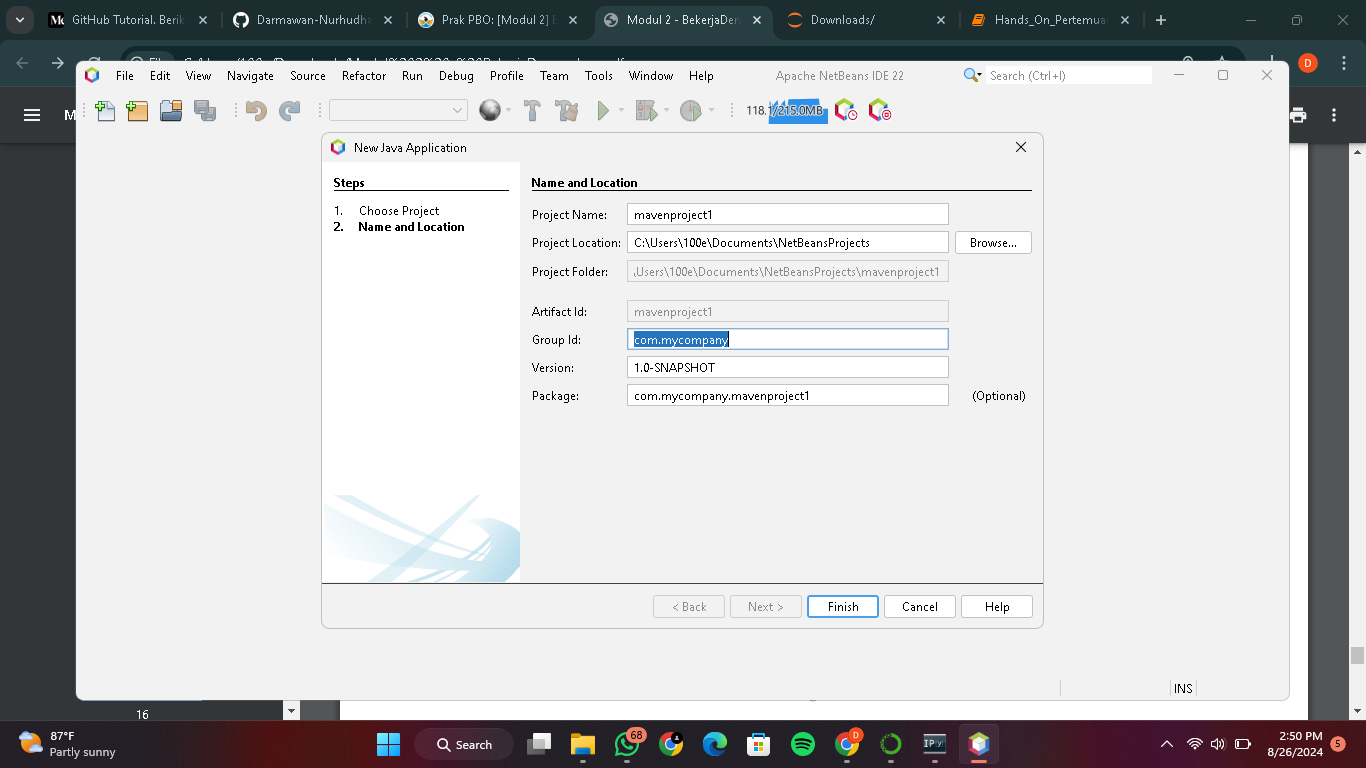 GitHub Tutorial. Berik
Darmawan-Nurhudha
Prak PBO: [Modul 2] B
Modul 2 - BekerjaDen
Downloads/
Hands_On_Pertemua
D
File Edit View Navigate Source Refactor Run Debug Profile Team Tools Window Help
Apache NetBeans IDE 22
Search (Ctrl+I)
118.1/215.0MB
New Java Application
Steps
1. Choose Project
2. Name and Location
Name and Location
Project Name: mavenproject1
Project Location: C:\Users\100e\Documents\NetBeansProjects Browse...
Project Folder: Users\100e\Documents\NetBeansProjects\mavenproject1
Artifact Id: mavenproject1
Group Id: com.mycompany
Version: 1.0-SNAPSHOT
Package: com.mycompany.mavenproject1 (Optional)
< Back Next > Finish Cancel Help
INS
16
87°F
Partly sunny
Search
68
D
IPy
2:50 PM
8/26/2024
5